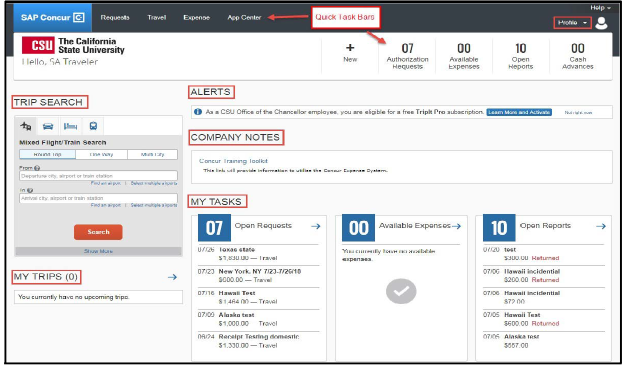 Help
SAP Concur C
Requests
Travel
Expense
App Center
Quick Task Bars
Profile
CSU The California
State University
Hello, SA Traveler
+
New
07
Authorization
Requests
00
Available
Expenses
10
Open
Reports
00
Cash
Advances
TRIP SEARCH
Mixed Flight/Train Search
Round Trip
One Way
Multi City
From
Departure city, airport or train station
Find an airport | Select multiple airports
To
Arrival city, airport or train station
Find an airport | Select multiple airports
Search
Show More
MY TRIPS (0)
You currently have no upcoming trips.
ALERTS
As a CSU Office of the Chancellor employee, you are eligible for a free TripIt Pro subscription. Learn More and Activate Not right now
COMPANY NOTES
Concur Training Toolkit
This link will provide information to utilize the Concur Expense System.
MY TASKS
07 Open Requests
07/26 Texas state
$1,830.00 — Travel
07/23 New York, NY 7/23-7/26/18
$600.00 — Travel
07/16 Hawaii Test
$1,464.00 — Travel
07/09 Alaska test
$1,000.00 Travel
Receipt Testing domestic
$1,330.00 — Travel
00 Available Expenses
You currently have no available
expenses.
10 Open Reports
07/20 test
$300.00 Returned
07/06 Hawaii incidental
$200.00 Returned
07/06 Hawaii incidental
$72.00
07/05 Hawaii Test
$600.00 Returned
07/05 Alaska test
$557.00